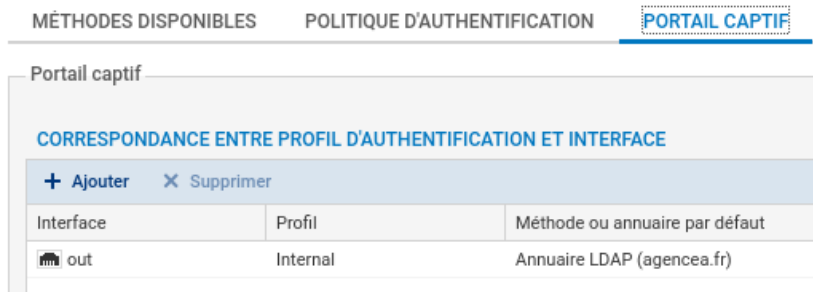 MÉTHODES DISPONIBLES POLITIQUE D'AUTHENTIFICATION PORTAIL CAPTIF
Portail captif
CORRESPONDANCE ENTRE PROFIL D'AUTHENTIFICATION ET INTERFACE
+ Ajouter × Supprimer
Interface Profil Méthode ou annuaire par défaut
out Internal Annuaire LDAP (agencea.fr)